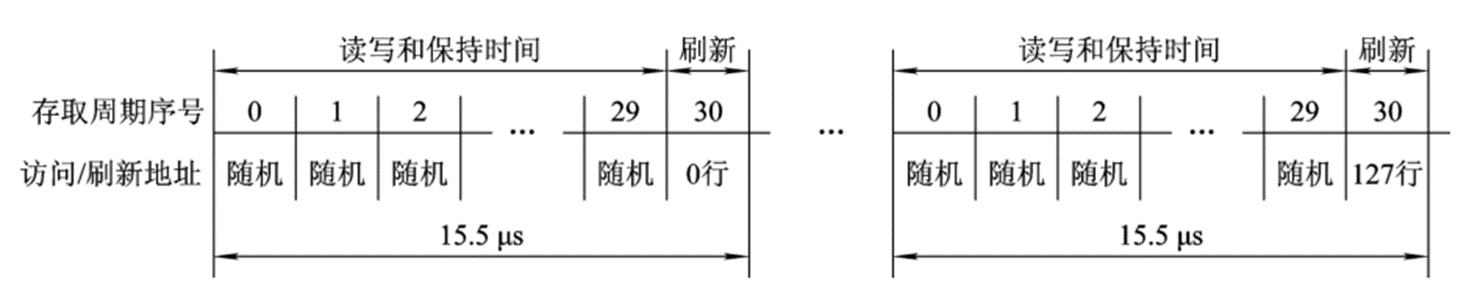 读写和保持时间 刷新 读写和保持时间 刷新
存取周期序号 0 1 2 ... 29 30 ... 0 1 2 ... 29 30
访问/刷新地址 随机 随机 随机 随机 0行 随机 随机 随机 随机 127行
15.5 μs 15.5 μs